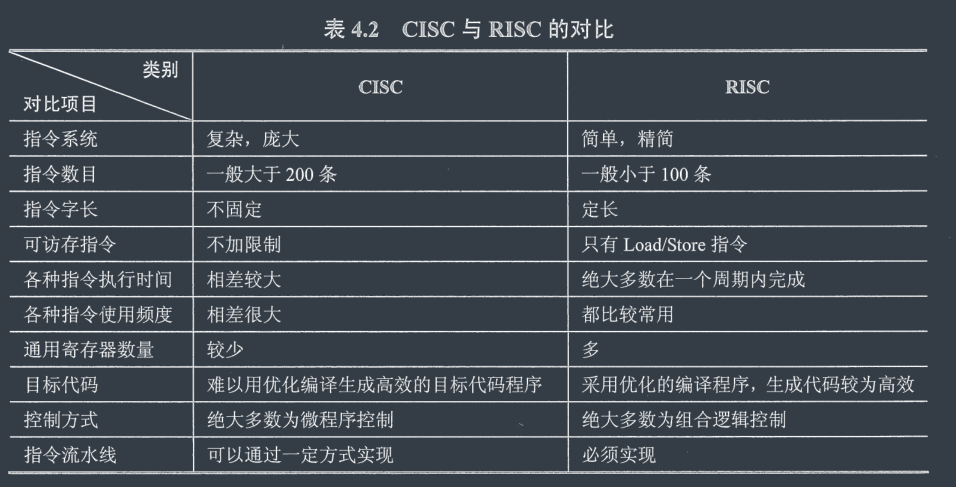 表 4.2 CISC 与 RISC 的对比
类别
对比项目
CISC
RISC
指令系统 复杂，庞大 简单，精简
指令数目 一般大于 200 条 一般小于 100 条
指令字长 不固定 定长
可访存指令 不加限制 只有 Load/Store 指令
各种指令执行时间 相差较大 绝大多数在一个周期内完成
各种指令使用频度 相差很大 都比较常用
通用寄存器数量 较少 多
目标代码 难以用优化编译生成高效的目标代码程序 采用优化的编译程序，生成代码较为高效
控制方式 绝大多数为微程序控制 绝大多数为组合逻辑控制
指令流水线 可以通过一定方式实现 必须实现